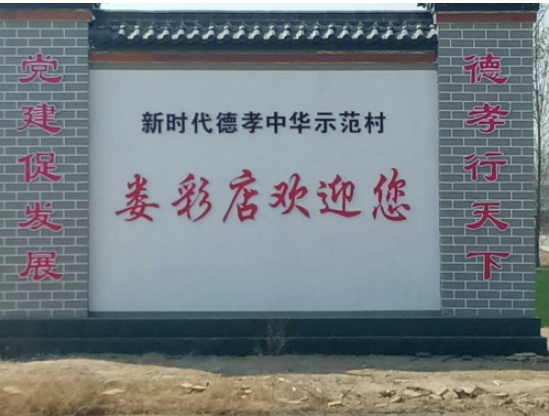 党建促发展
新时代德孝中华示范村
娄彩店欢迎您
德孝行天下